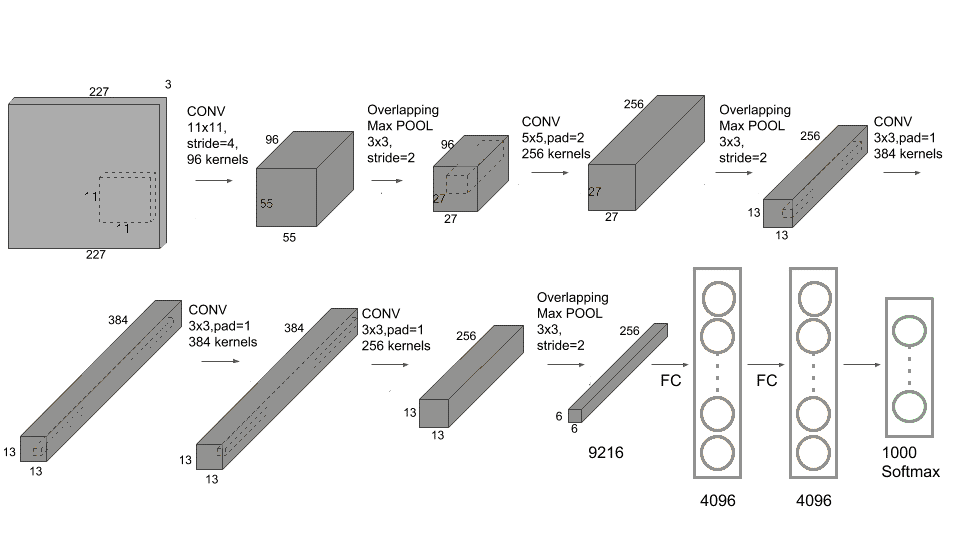 227
3
CONV
11x11,
stride=4,
96 kernels
11
11
227
96
55
55
Overlapping
Max POOL
3x3,
stride=2
96
27
27
CONV
5x5,pad=2
256 kernels
256
27
27
Overlapping
Max POOL
3x3,
stride=2
256
13
13
CONV
3x3,pad=1
384 kernels
384
13
13
CONV
3x3,pad=1
384 kernels
384
13
13
CONV
3x3,pad=1
256 kernels
256
13
13
Overlapping
Max POOL
3x3,
stride=2
256
6
6
9216
FC
4096
FC
4096
1000
Softmax